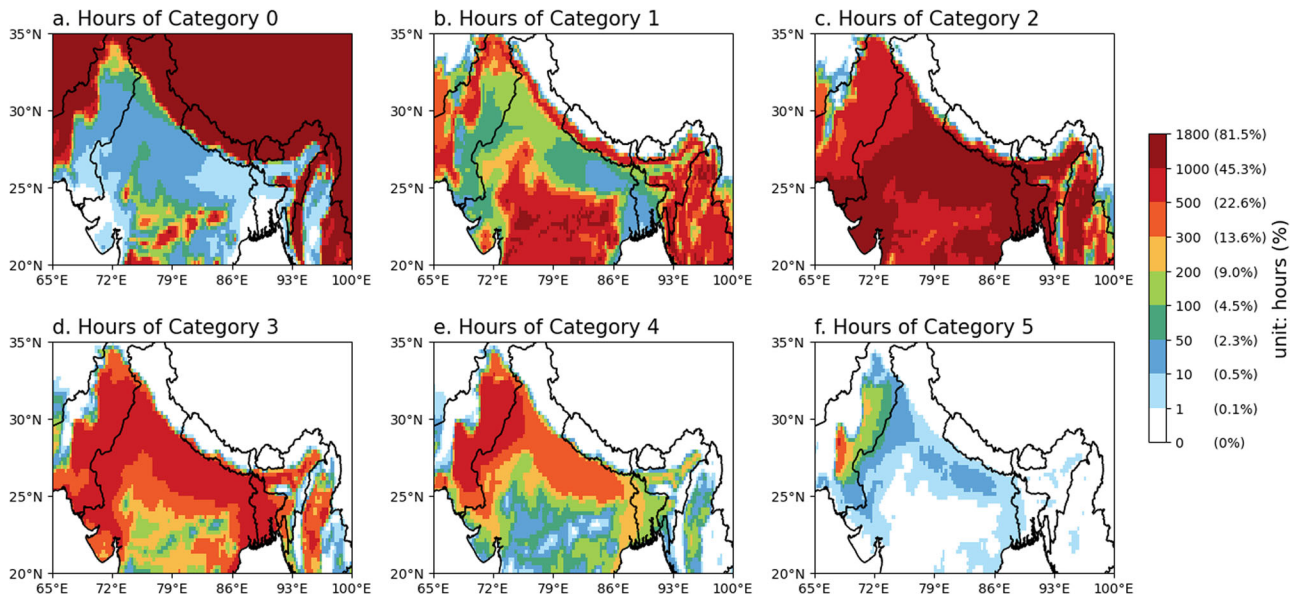 a. Hours of Category 0
b. Hours of Category 1
c. Hours of Category 2
35°N
30°N
25°N
20°N
65°E 72°E 79°E 86°E 93°E 100°E
35°N
30°N
25°N
20°N
65°E 72°E 79°E 86°E 93°E 100°E
35°N
30°N
25°N
20°N
65°E 72°E 79°E 86°E 93°E 100°E
d. Hours of Category 3
e. Hours of Category 4
f. Hours of Category 5
35°N
30°N
25°N
20°N
65°E 72°E 79°E 86°E 93°E 100°E
35°N
30°N
25°N
20°N
65°E 72°E 79°E 86°E 93°E 100°E
35°N
30°N
25°N
20°N
65°E 72°E 79°E 86°E 93°E 100°E
1800 (81.5%)
1000 (45.3%)
500 (22.6%)
300 (13.6%)
200 (9.0%)
100 (4.5%)
50 (2.3%)
10 (0.5%)
1 (0.1%)
0 (0%)
unit: hours (%)